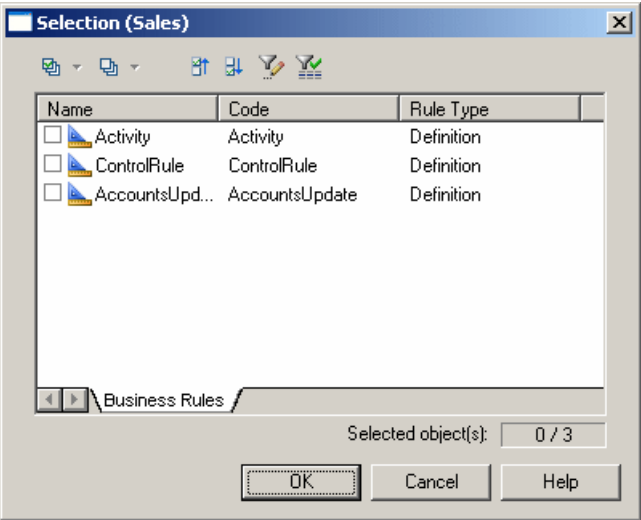 Selection (Sales)
Name Code Rule Type
Activity Activity Definition
ControlRule ControlRule Definition
AccountsUpd... AccountsUpdate Definition
Business Rules
Selected object(s): 0 / 3
OK Cancel Help